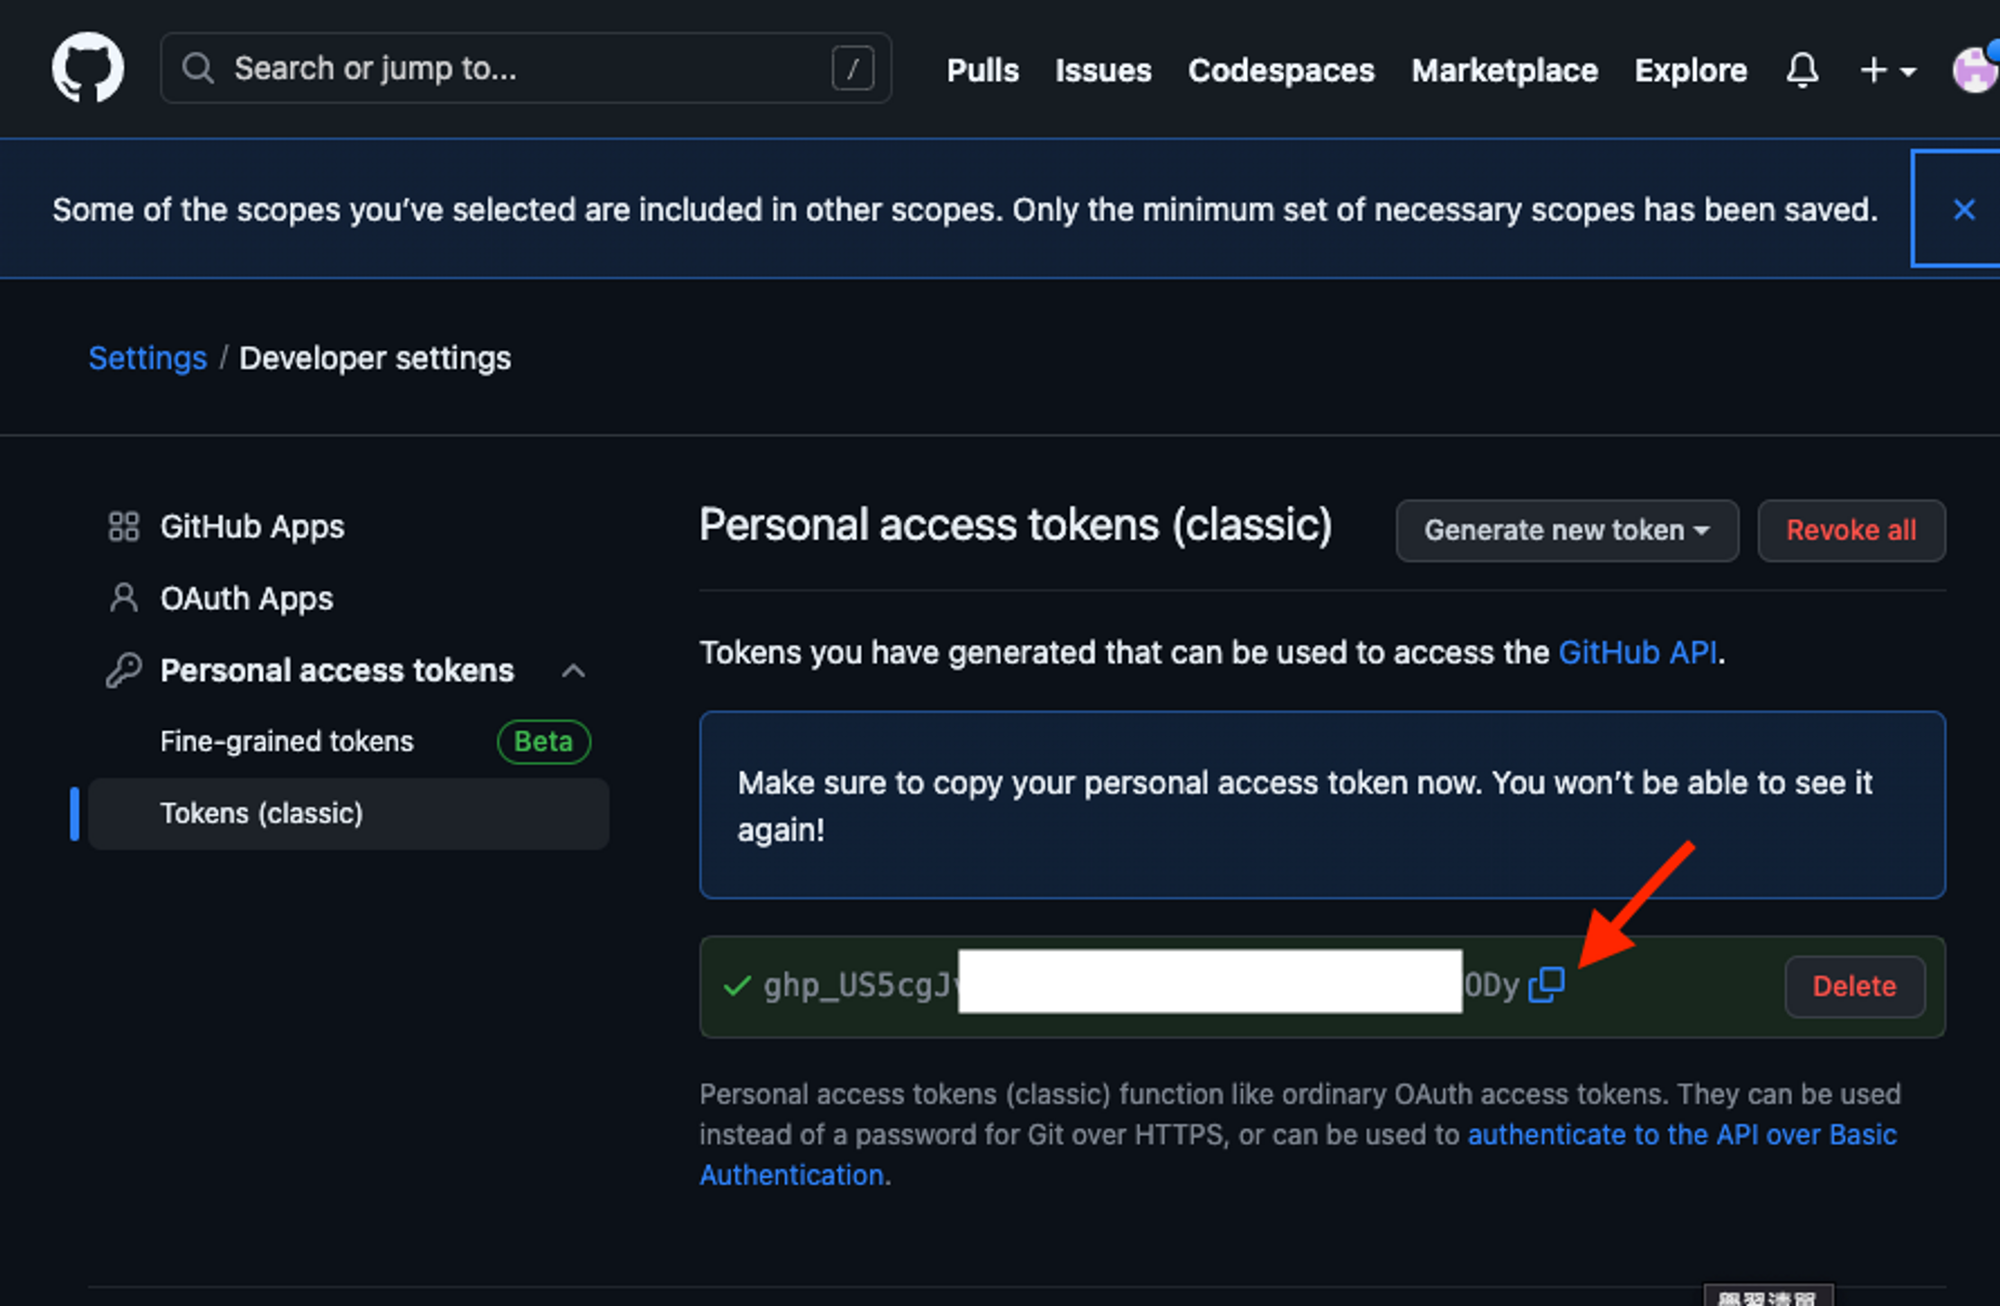 Search or jump to... /
Pulls Issues Codespaces Marketplace Explore
Some of the scopes you've selected are included in other scopes. Only the minimum set of necessary scopes has been saved.
Settings / Developer settings
GitHub Apps
OAuth Apps
Personal access tokens
Fine-grained tokens Beta
Tokens (classic)
Personal access tokens (classic)
Generate new token
Revoke all
Tokens you have generated that can be used to access the GitHub API.
Make sure to copy your personal access token now. You won't be able to see it
again!
ghp_US5cgJ 0Dy
Delete
Personal access tokens (classic) function like ordinary OAuth access tokens. They can be used
instead of a password for Git over HTTPS, or can be used to authenticate to the API over Basic
Authentication.